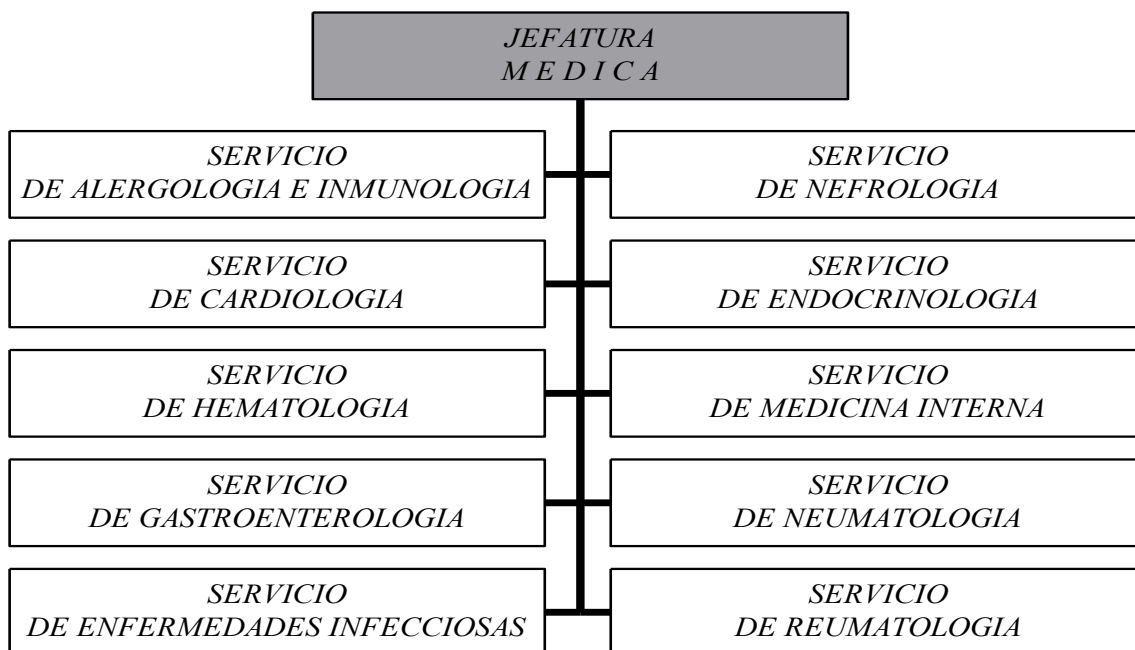 JEFATURA
M E D I C A
SERVICIO
DE ALERGOLOGIA E INMUNOLOGIA
SERVICIO
DE NEFROLOGIA
SERVICIO
DE CARDIOLOGIA
SERVICIO
DE ENDOCRINOLOGIA
SERVICIO
DE HEMATOLOGIA
SERVICIO
DE MEDICINA INTERNA
SERVICIO
DE GASTROENTEROLOGIA
SERVICIO
DE NEUMATOLOGIA
SERVICIO
DE ENFERMEDADES INFECCIOSAS
SERVICIO
DE REUMATOLOGIA